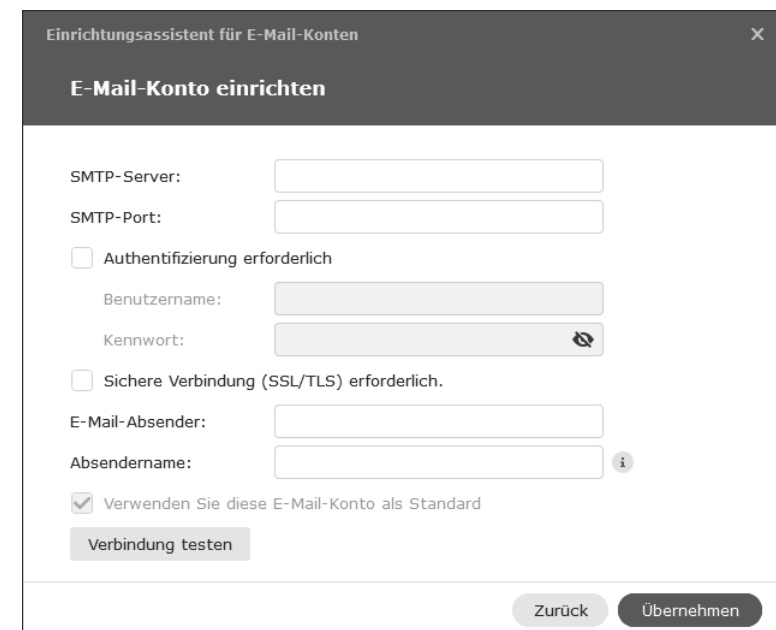 Einrichtungsassistent für E-Mail-Konten
E-Mail-Konto einrichten
SMTP-Server:
SMTP-Port:
Authentifizierung erforderlich
Benutzername:
Kennwort:
Sichere Verbindung (SSL/TLS) erforderlich.
E-Mail-Absender:
Absendername:
Verwenden Sie diese E-Mail-Konto als Standard
Verbindung testen
Zurück
Übernehmen